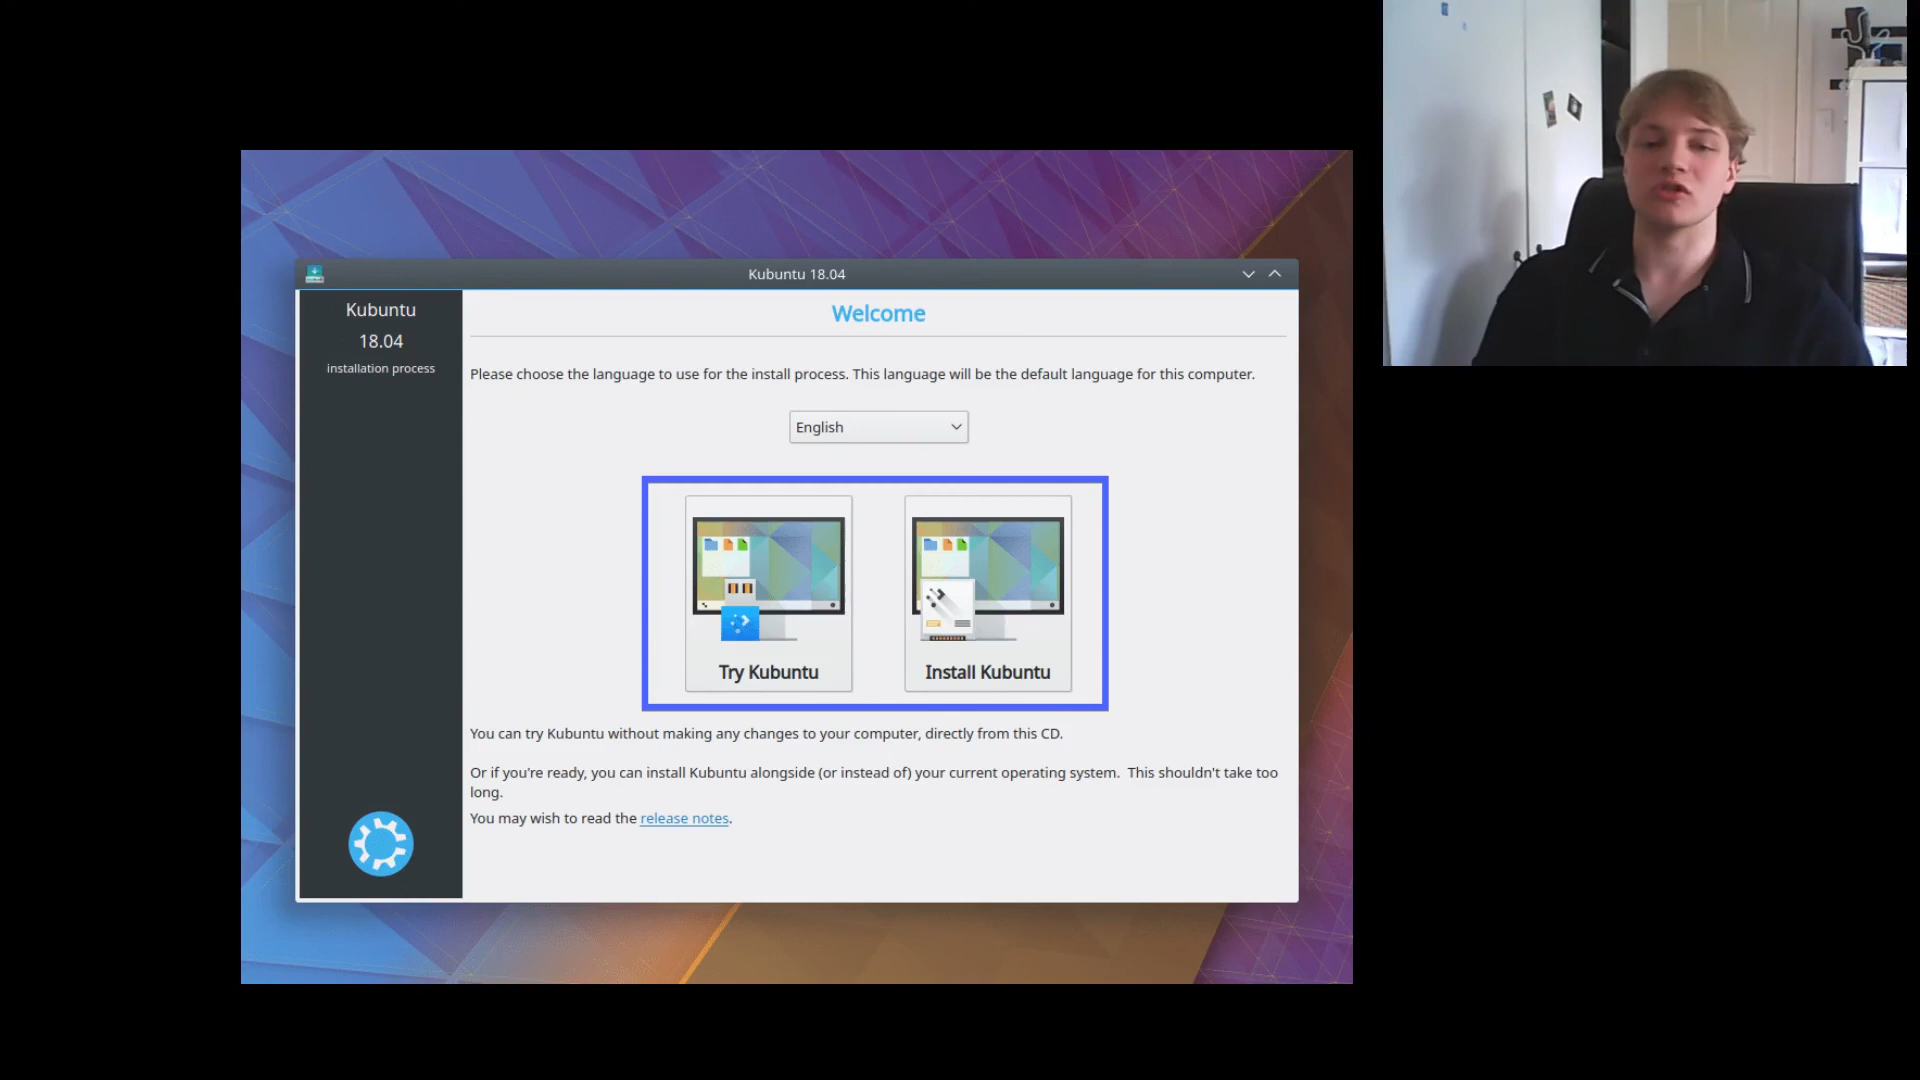 Kubuntu 18.04
Kubuntu
18.04
installation process
Welcome
Please choose the language to use for the install process. This language will be the default language for this computer.
English
Try Kubuntu
Install Kubuntu
You can try Kubuntu without making any changes to your computer, directly from this CD.
Or if you're ready, you can install Kubuntu alongside (or instead of) your current operating system. This shouldn't take too
long.
You may wish to read the release notes.